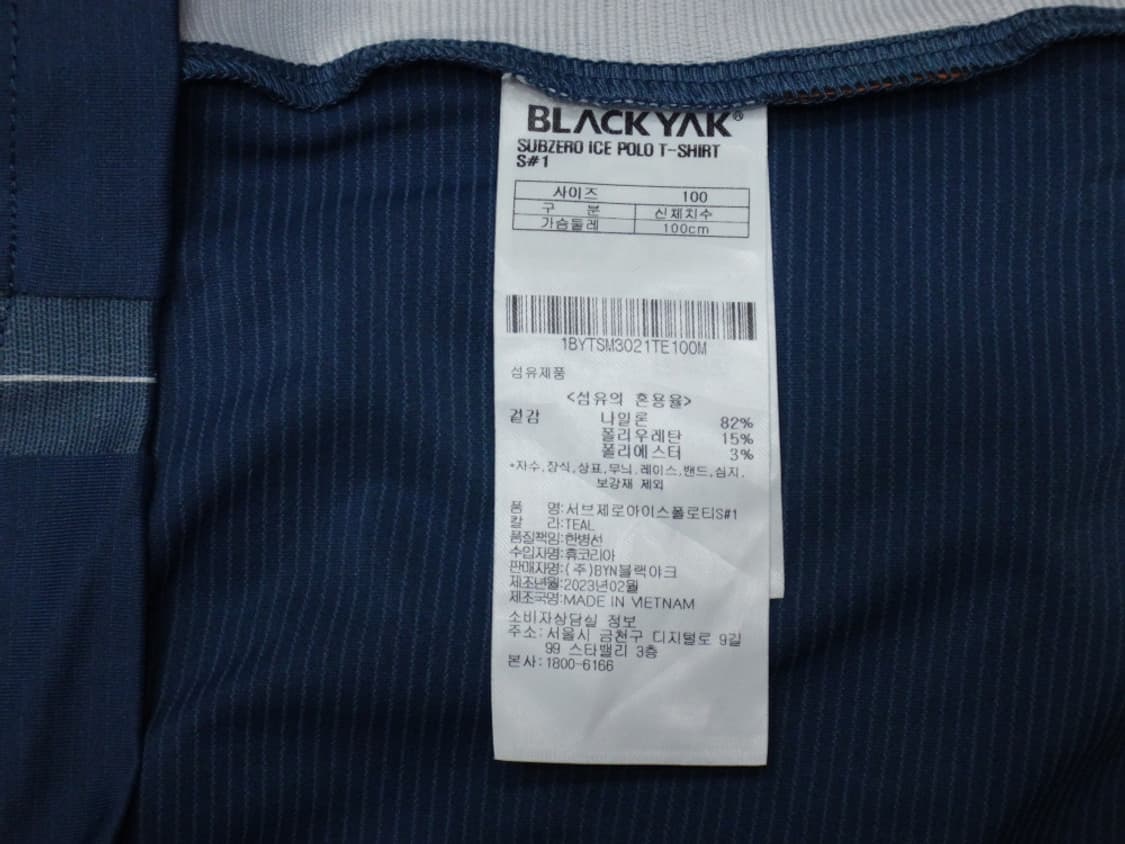 BLACKYAK®
SUBZERO ICE POLO T-SHIRT
S#1
사이즈 100
구 분 신체치수
가슴둘레 100cm
1BYTSM3021TE100M
섬유제품
<섬유의 혼용율>
겉감 나일론 82%
폴리우레탄 15%
폴리에스터 3%
*자수,장식,상표,무늬,레이스,밴드,심지,
보강재 제외
품 명:서브제로아이스폴로티S#1
칼 라:TEAL
품질책임:한병선
수입자명:휴코리아
판매자명:(주)BYN블랙야크
제조년월:2023년02월
제조국명:MADE IN VIETNAM
소비자상담실 정보
주소:서울시 금천구 디지털로 9길
99 스타밸리 3층
본사:1800-6166